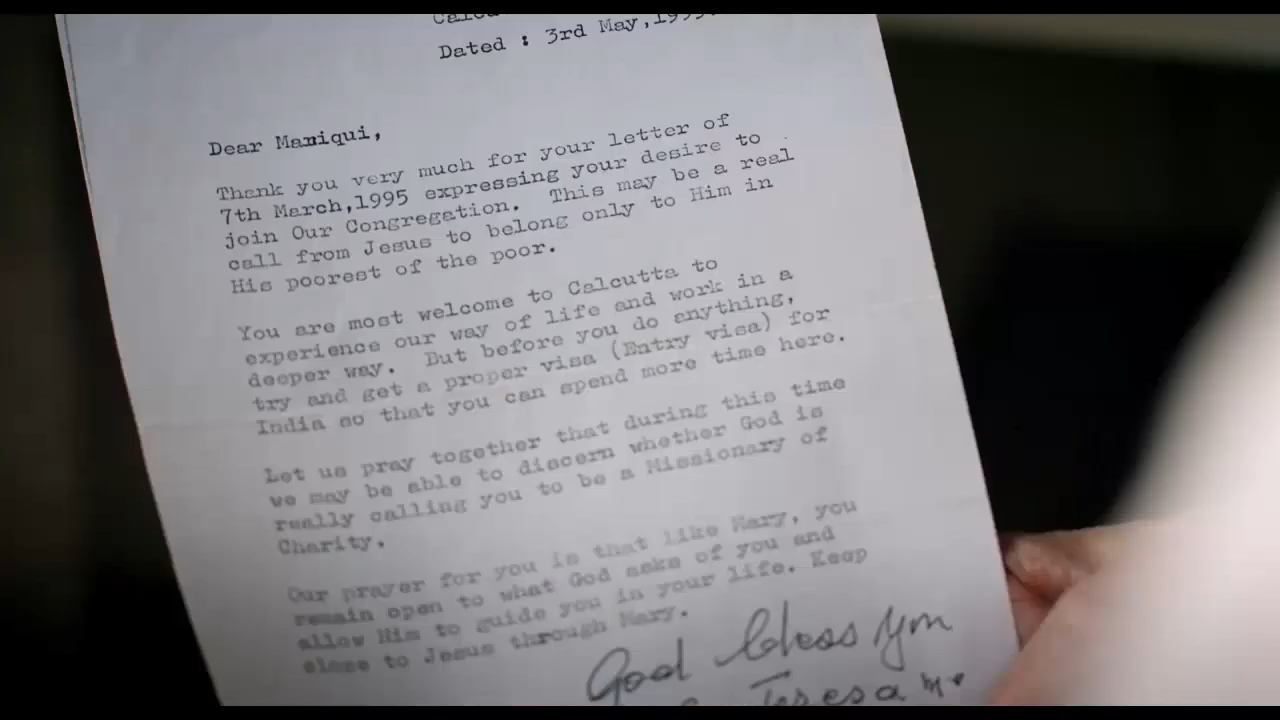 Dated : 3rd May,199
Dear Maniqui,
Thank you very much for your letter of
7th March,1995 expressing your desire to
join Our Congregation. This may be a real
call from Jesus to belong only to Him in
His poorest of the poor.
You are most welcome to Calcutta to
experience our way of life and work in a
deeper way. But before you do anything,
try and get a proper visa (Entry visa) for
India so that you can spend more time here.
Let us pray together that during this time
we may be able to discern whether God is
really calling you to be a Missionary of
Charity.
Our prayer for you is that like Mary, you
remain open to what God asks of you and
allow Him to guide you in your life. Keep
close to Jesus through Mary.
God bless you
Teresa mc